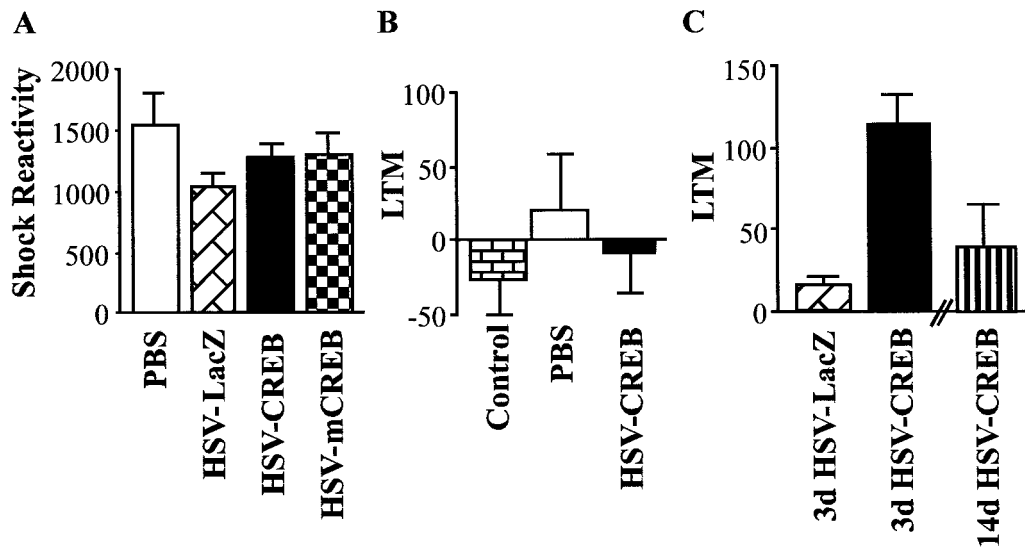 A
Shock Reactivity
2000
1500
1000
500
0
PBS
HSV-LacZ
HSV-CREB
HSV-mCREB
B
LTM
100
50
0
-50
Control
PBS
HSV-CREB
C
LTM
150
100
50
0
3d HSV-LacZ
3d HSV-CREB
14d HSV-CREB